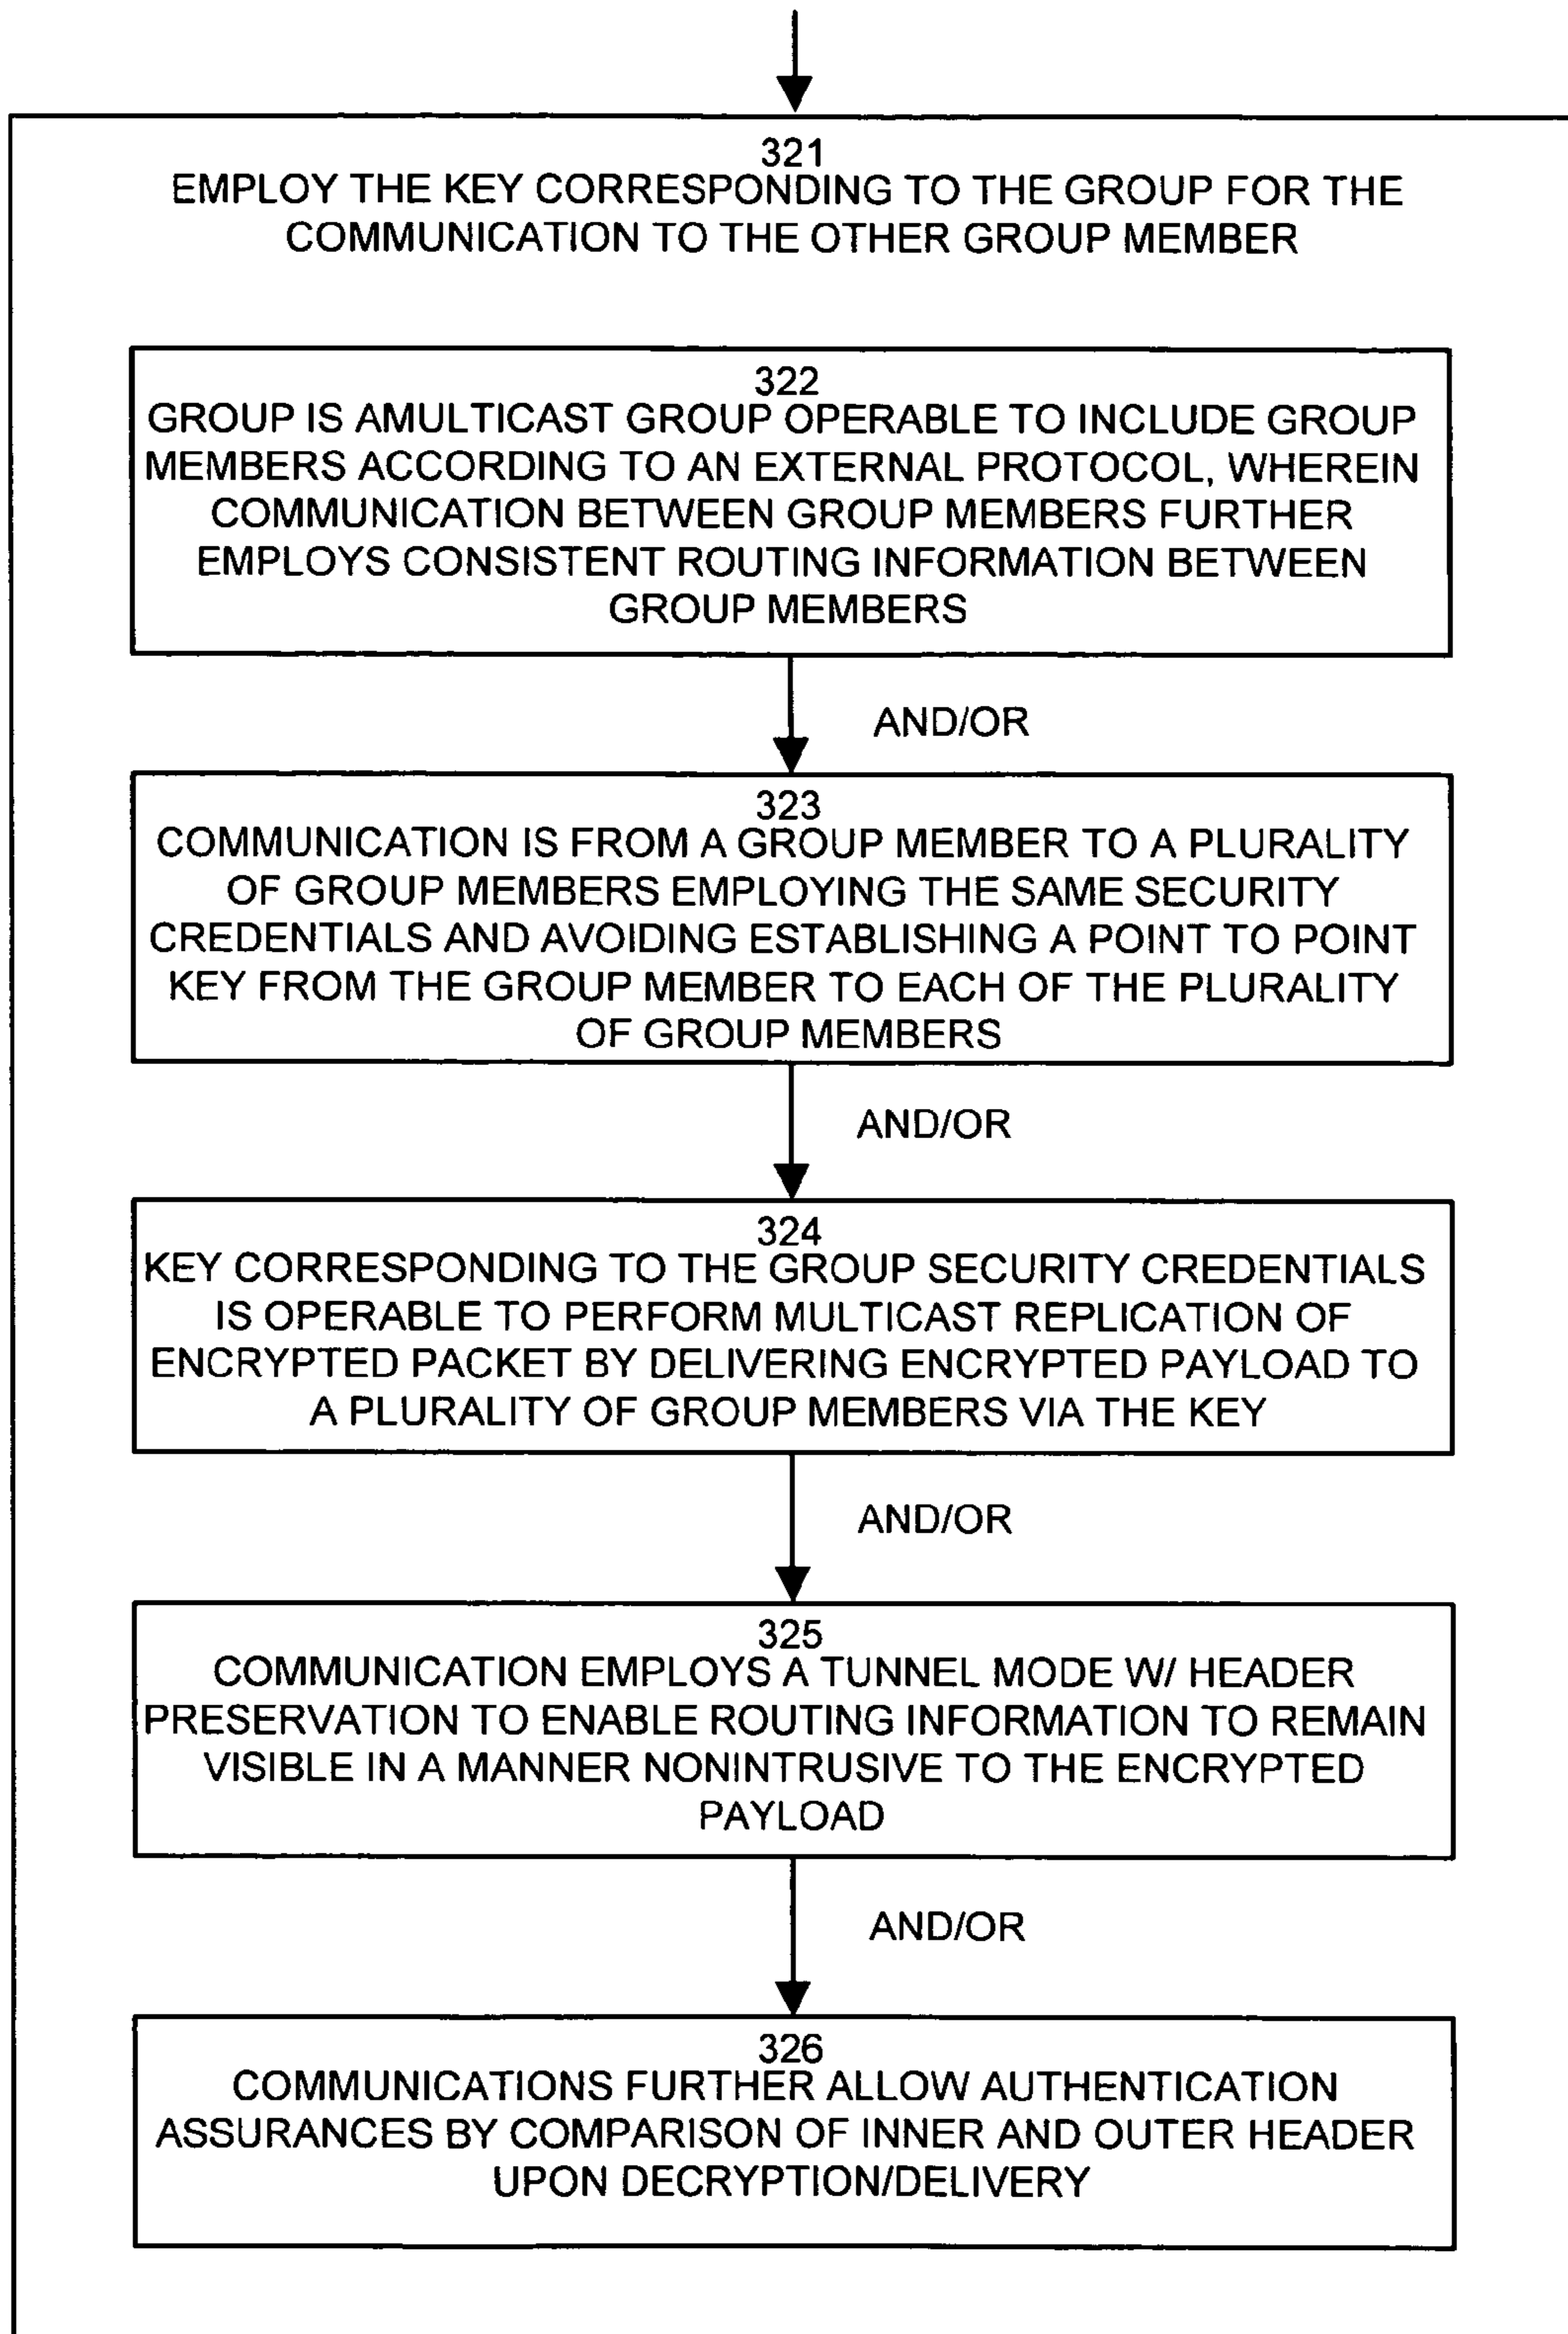 321
EMPLOY THE KEY CORRESPONDING TO THE GROUP FOR THE
COMMUNICATION TO THE OTHER GROUP MEMBER
322
GROUP IS AMULTICAST GROUP OPERABLE TO INCLUDE GROUP
MEMBERS ACCORDING TO AN EXTERNAL PROTOCOL, WHEREIN
COMMUNICATION BETWEEN GROUP MEMBERS FURTHER
EMPLOYS CONSISTENT ROUTING INFORMATION BETWEEN
GROUP MEMBERS
AND/OR
323
COMMUNICATION IS FROM A GROUP MEMBER TO A PLURALITY
OF GROUP MEMBERS EMPLOYING THE SAME SECURITY
CREDENTIALS AND AVOIDING ESTABLISHING A POINT TO POINT
KEY FROM THE GROUP MEMBER TO EACH OF THE PLURALITY
OF GROUP MEMBERS
AND/OR
324
KEY CORRESPONDING TO THE GROUP SECURITY CREDENTIALS
IS OPERABLE TO PERFORM MULTICAST REPLICATION OF
ENCRYPTED PACKET BY DELIVERING ENCRYPTED PAYLOAD TO
A PLURALITY OF GROUP MEMBERS VIA THE KEY
AND/OR
325
COMMUNICATION EMPLOYS A TUNNEL MODE W/ HEADER
PRESERVATION TO ENABLE ROUTING INFORMATION TO REMAIN
VISIBLE IN A MANNER NONINTRUSIVE TO THE ENCRYPTED
PAYLOAD
AND/OR
326
COMMUNICATIONS FURTHER ALLOW AUTHENTICATION
ASSURANCES BY COMPARISON OF INNER AND OUTER HEADER
UPON DECRYPTION/DELIVERY